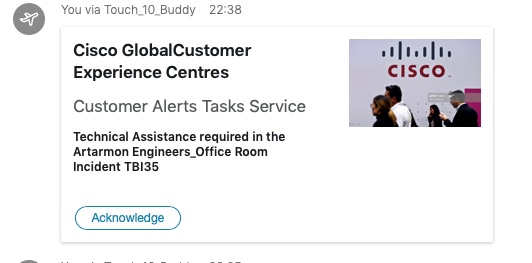 You via Touch_10_Buddy 22:38
Cisco GlobalCustomer
Experience Centres
CISCO
Customer Alerts Tasks Service
Technical Assistance required in the
Artarmon Engineers_Office Room
Incident TBI35
Acknowledge